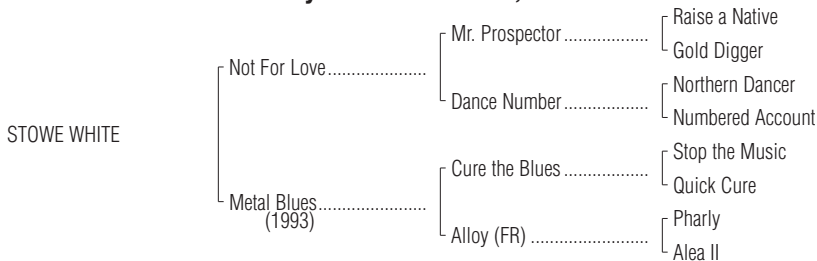 Raise a Native
Mr. Prospector ..................
Gold Digger
Not For Love.....................
Northern Dancer
Dance Number ..................
Numbered Account
STOWE WHITE
Stop the Music
Cure the Blues ..................
Quick Cure
Metal Blues.......................
(1993)
Pharly
Alloy (FR) .........................
Alea II